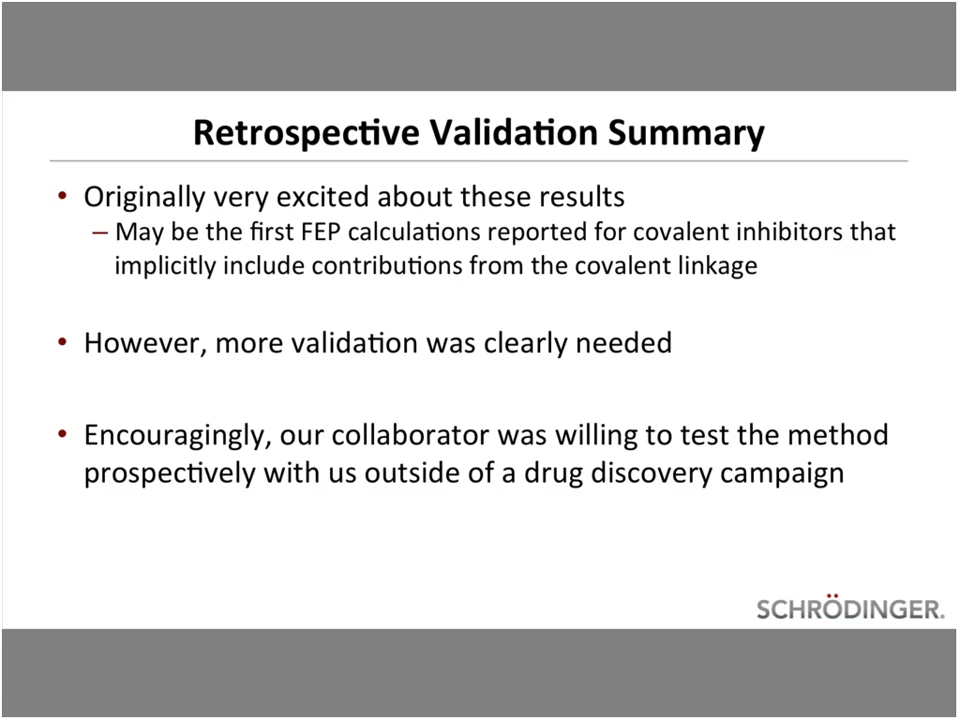 Retrospective Validation Summary
• Originally very excited about these results
– May be the first FEP calculations reported for covalent inhibitors that
implicitly include contributions from the covalent linkage
• However, more validation was clearly needed
• Encouragingly, our collaborator was willing to test the method
prospectively with us outside of a drug discovery campaign
SCHRÖDINGER.